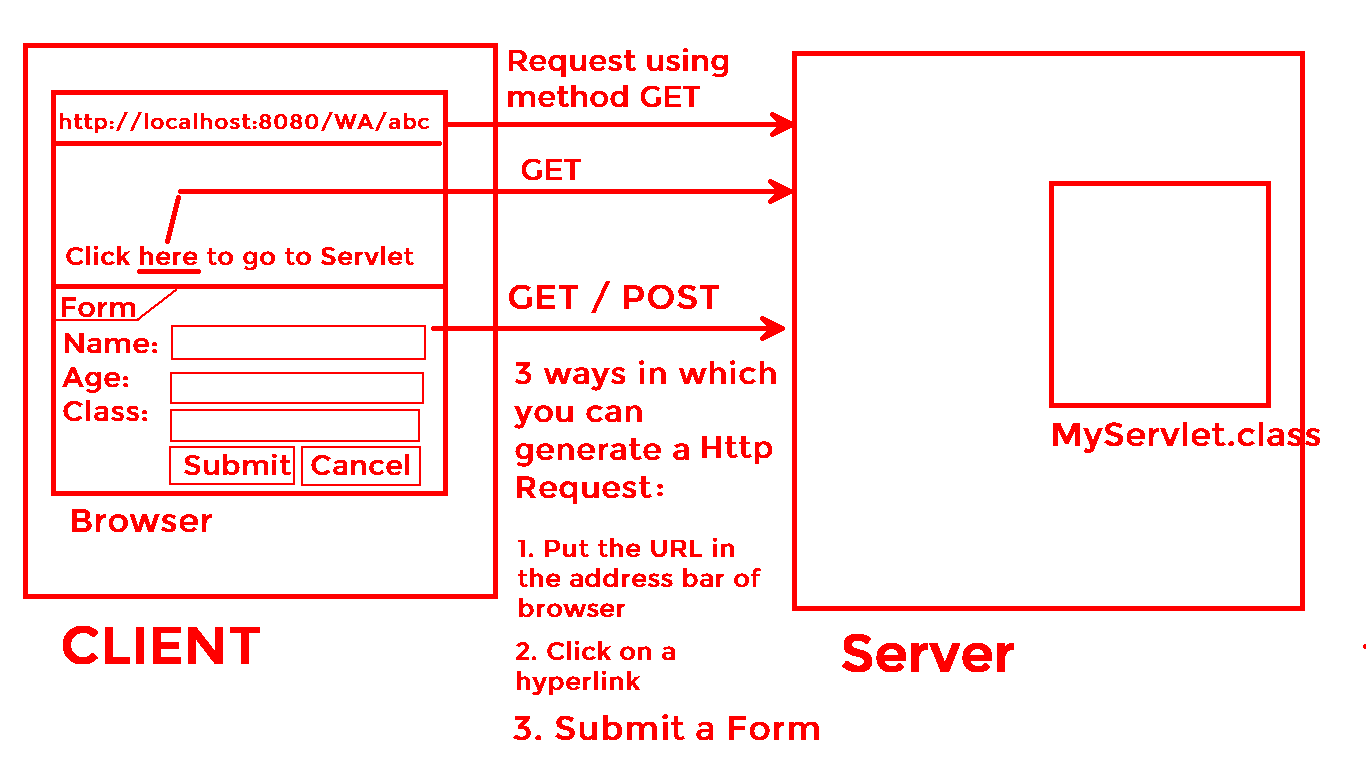 http://localhost:8080/WA/abc
Click here to go to Servlet
Form
Name:
Age:
Class:
Submit
Cancel
Browser
CLIENT
Request using
method GET
GET
GET / POST
3 ways in which
you can
generate a Http
Request:
1. Put the URL in
the address bar of
browser
2. Click on a
hyperlink
3. Submit a Form
MyServlet.class
Server